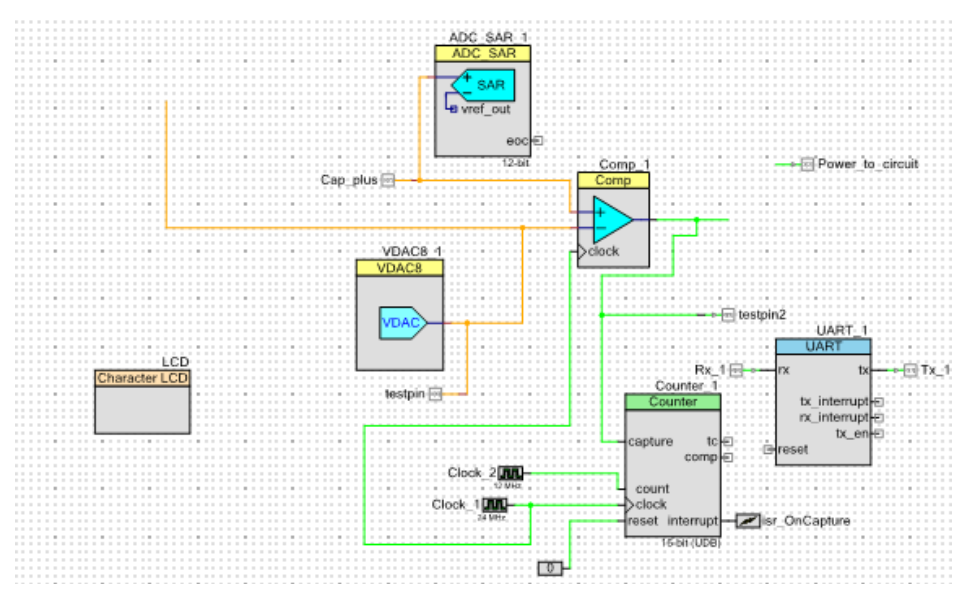 ADC_SAR_1
ADC_SAR
+
SAR
−
vref_out
eoc
12-bit
Cap_plus
Comp_1
Comp
+
−
clock
Power_to_circuit
VDAC8_1
VDAC8
VDAC
testpin
testpin2
LCD
Character LCD
UART_1
UART
Rx_1
rx
tx
Tx_1
tx_interrupt
rx_interrupt
tx_en
reset
Counter_1
Counter
capture
tc
comp
count
clock
reset
interrupt
16-bit (UDB)
Clock_2
12 MHz
Clock_1
24 MHz
0
isr_OnCapture